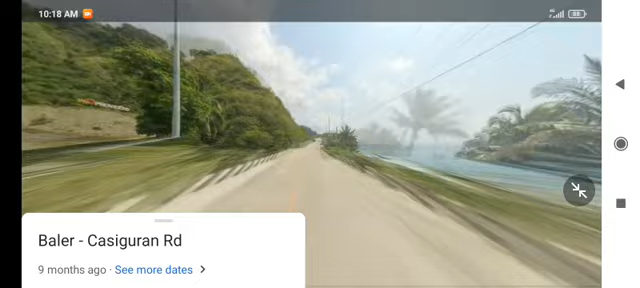 10:18 AM
Baler - Casiguran Rd
9 months ago · See more dates